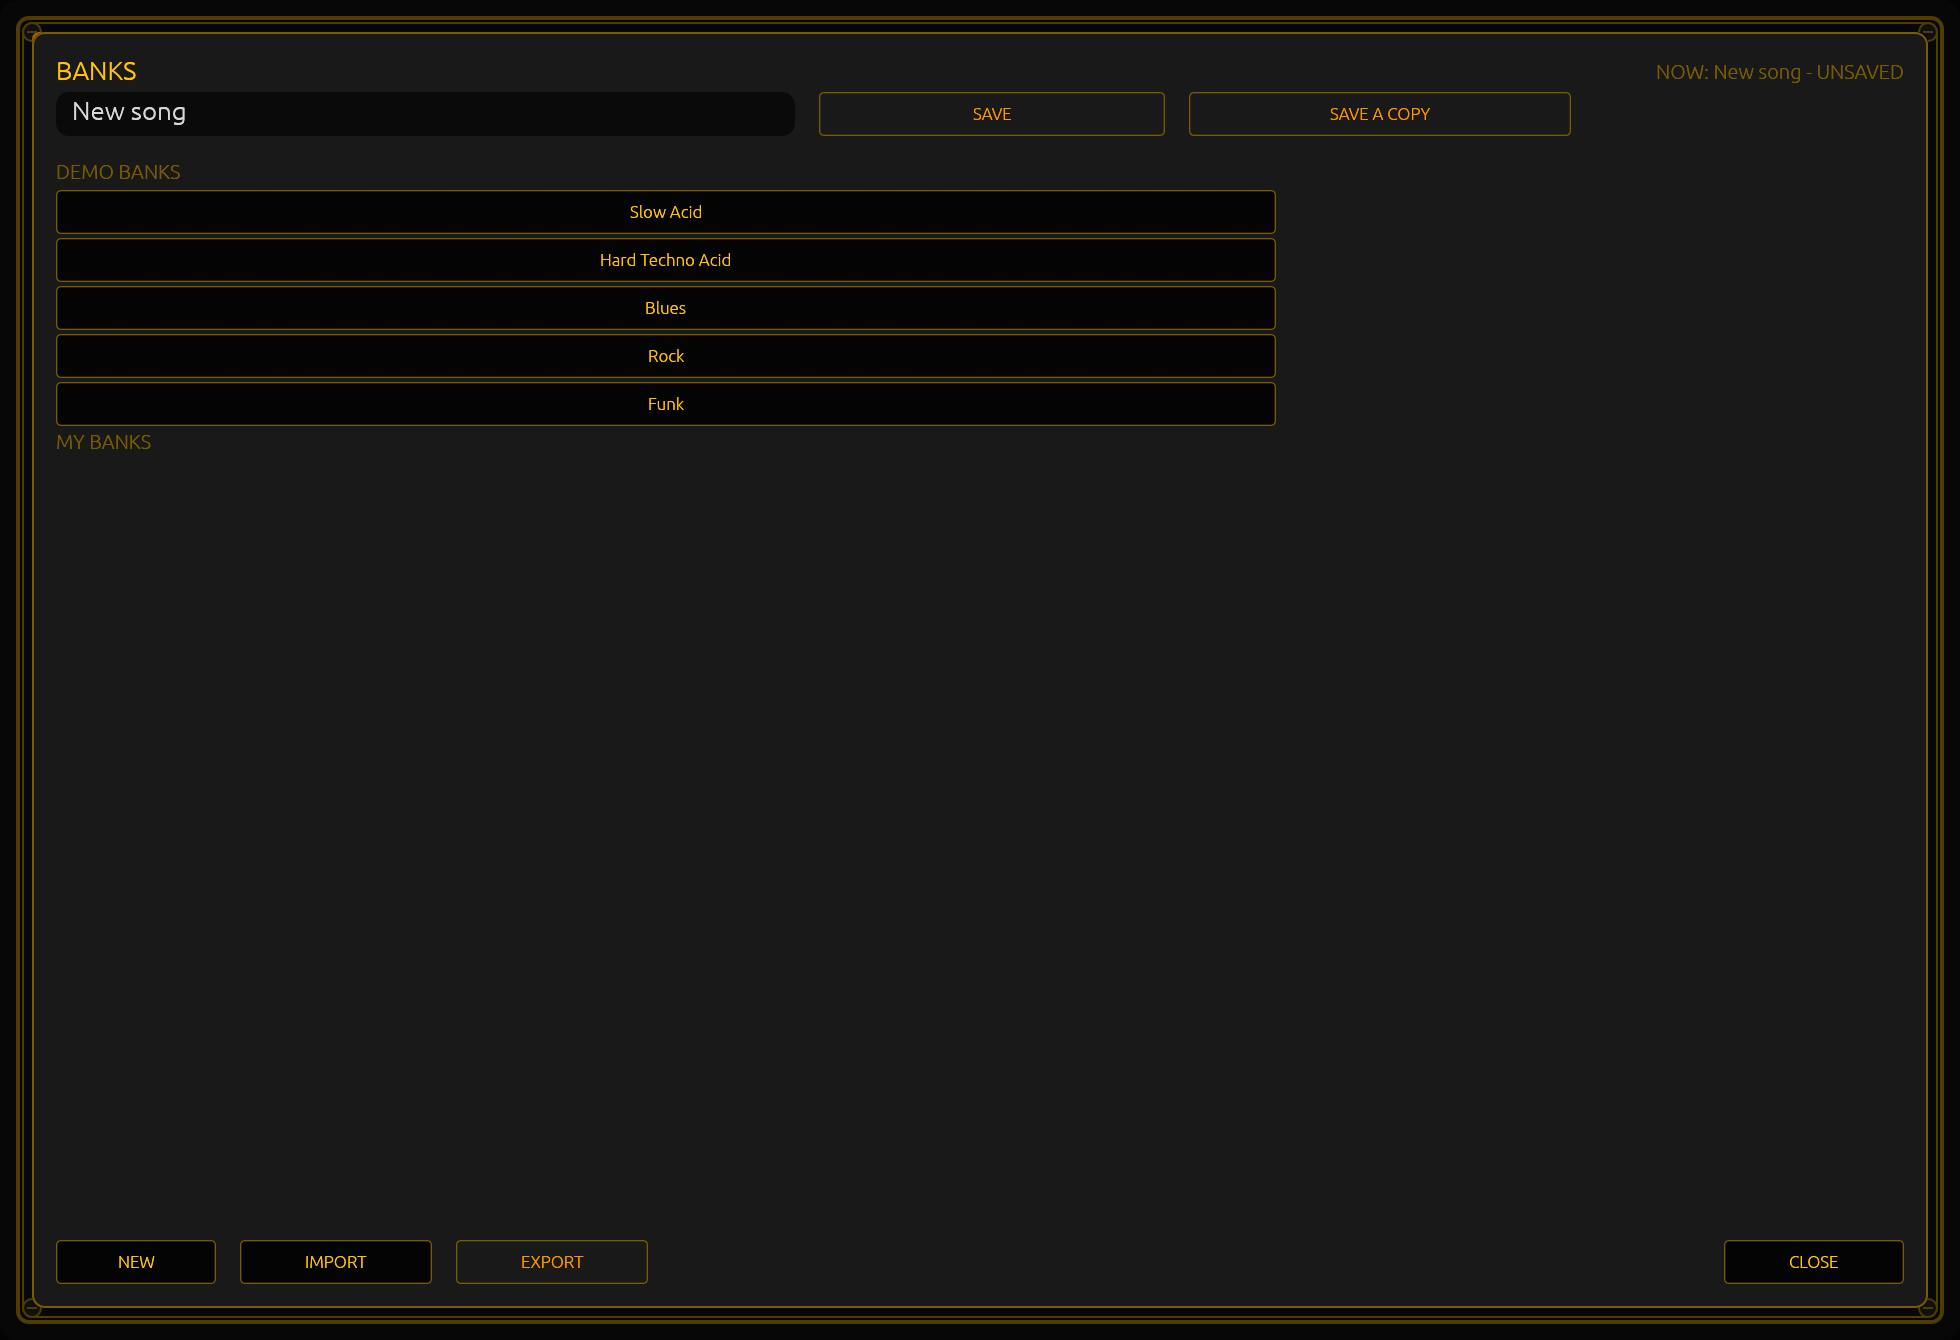 BANKS
NOW: New song - UNSAVED
New song
SAVE
SAVE A COPY
DEMO BANKS
Slow Acid
Hard Techno Acid
Blues
Rock
Funk
MY BANKS
NEW
IMPORT
EXPORT
CLOSE